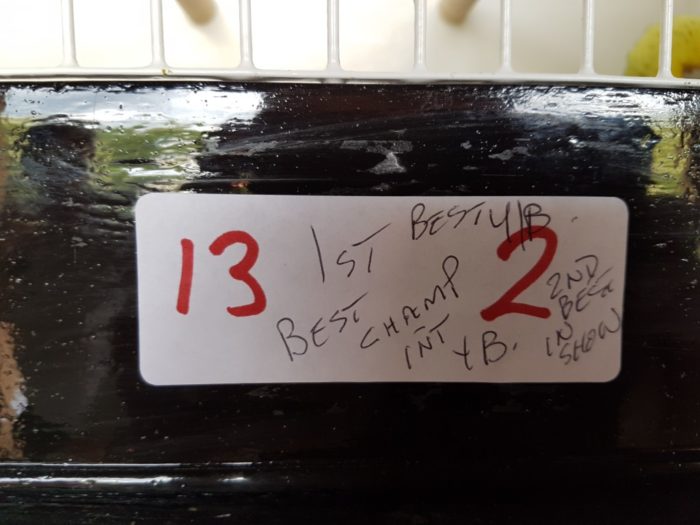 13
1ST BEST Y/B.
BEST CHAMP
INT YB.
2
2ND
BEST
IN
SHOW